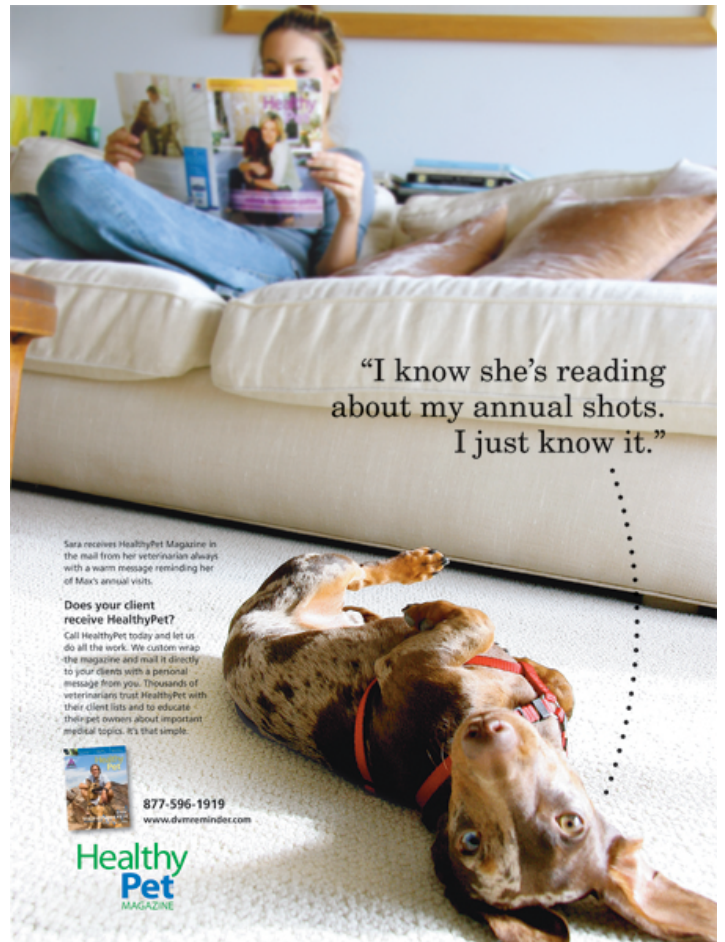 Healthy
Pet
“I know she’s reading
about my annual shots.
I just know it.”
Sara receives HealthyPet Magazine in
the mail from her veterinarian always
with a warm message reminding her
of Max's annual visits.
Does your client
receive HealthyPet?
Call HealthyPet today and let us
do all the work. We custom wrap
the magazine and mail it directly
to your clients with a personal
message from you. Thousands of
veterinarians trust HealthyPet with
their client lists and to educate
their pet owners about important
medical topics. It's that simple.
Pet
877-596-1919
www.dvmreminder.com
Healthy
Pet
MAGAZINE